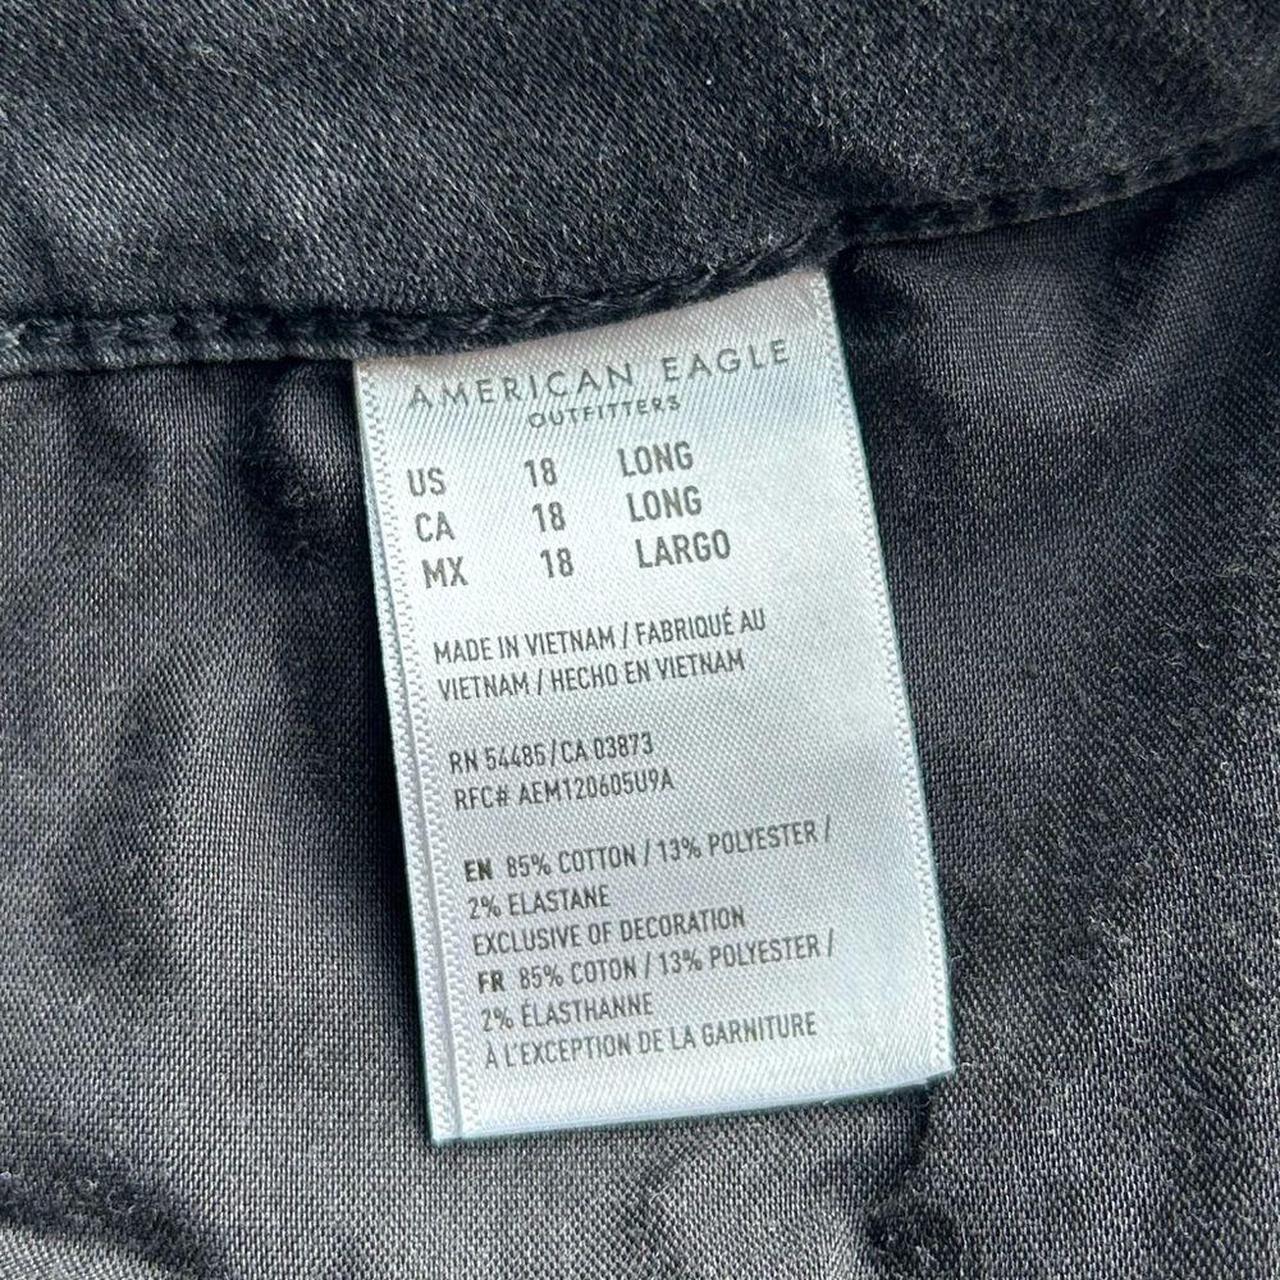 AMERICAN EAGLE
OUTFITTERS
US 18 LONG
CA 18 LONG
MX 18 LARGO
MADE IN VIETNAM / FABRIQUÉ AU
VIETNAM / HECHO EN VIETNAM
RN 54485/CA 03873
RFC# AEM120605U9A
EN 85% COTTON / 13% POLYESTER /
2% ELASTANE
EXCLUSIVE OF DECORATION
FR 85% COTON / 13% POLYESTER /
2% ÉLASTHANNE
À L'EXCEPTION DE LA GARNITURE